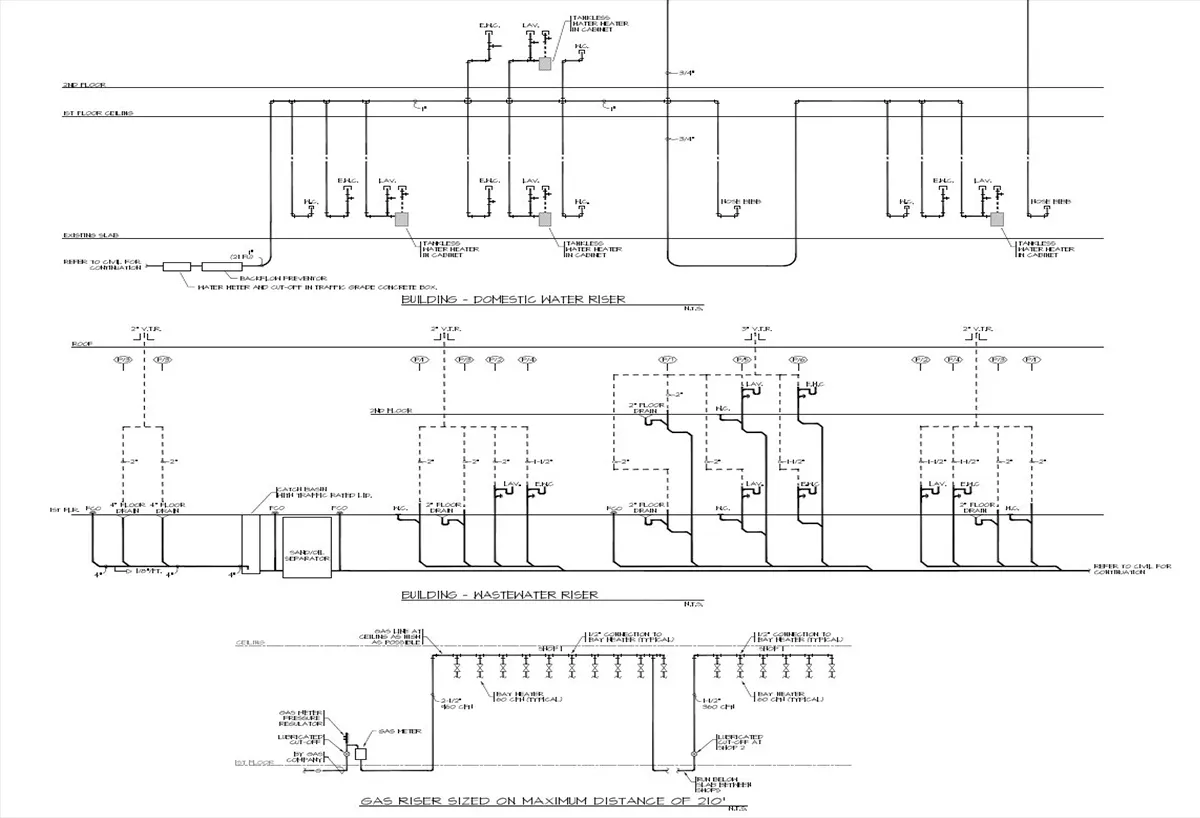 E.W.C.
LAV.
TANKLESS
WATER HEATER
IN CABINET
W.C.
3/4"
2ND FLOOR
1"
1"
1ST FLOOR CEILING
3/4"
E.W.C.
LAV.
E.W.C.
LAV.
E.W.C.
LAV.
W.C.
W.C.
HOSE BIBB
W.C.
HOSE BIBB
EXISTING SLAB
TANKLESS
WATER HEATER
IN CABINET
TANKLESS
WATER HEATER
IN CABINET
TANKLESS
WATER HEATER
IN CABINET
1"
REFER TO CIVIL FOR
CONTINUATION
BACKFLOW PREVENTOR
WATER METER AND CUT-OFF IN TRAFFIC GRADE CONCRETE BOX.
BUILDING - DOMESTIC WATER RISER
N.T.S.
2" V.T.R.
2" V.T.R.
3" V.T.R.
2" V.T.R.
ROOF
LAV.
E.W.C.
2"
2" FLOOR
DRAIN
W.C.
2ND FLOOR
2"
2"
2"
2"
1-1/2"
2"
2"
1-1/2"
1-1/2"
1-1/2"
2"
2"
LAV.
E.W.C.
LAV.
E.W.C.
LAV.
E.W.C.
CATCH BASIN
WITH TRAFFIC RATED LID.
1ST FLR.
FCO
4" FLOOR
DRAIN
4" FLOOR
DRAIN
FCO
FCO
W.C.
2" FLOOR
DRAIN
FCO
2" FLOOR
DRAIN
W.C.
2" FLOOR
DRAIN
W.C.
SAND/OIL
SEPARATOR
4"
1/8"/FT.
4"
4"
REFER TO CIVIL FOR
CONTINUATION
BUILDING - WASTEWATER RISER
N.T.S.
GAS LINE AT
CEILING AS HIGH
AS POSSIBLE
1/2" CONNECTION TO
BAY HEATER (TYPICAL)
1/2" CONNECTION TO
BAY HEATER (TYPICAL)
CEILING
SHOP 1
SHOP 1
BAY HEATER
60 CFH (TYPICAL)
BAY HEATER
60 CFH (TYPICAL)
2-1/2"
960 CFH
1-1/2"
360 CFH
GAS METER
PRESSURE
REGULATOR
GAS METER
LUBRICATED
CUT-OFF
LUBRICATED
CUT-OFF AT
SHOP 2
BY GAS
COMPANY
1ST FLOOR
RUN BELOW
SLAB BETWEEN
SHOPS
GAS RISER SIZED ON MAXIMUM DISTANCE OF 210'
N.T.S.